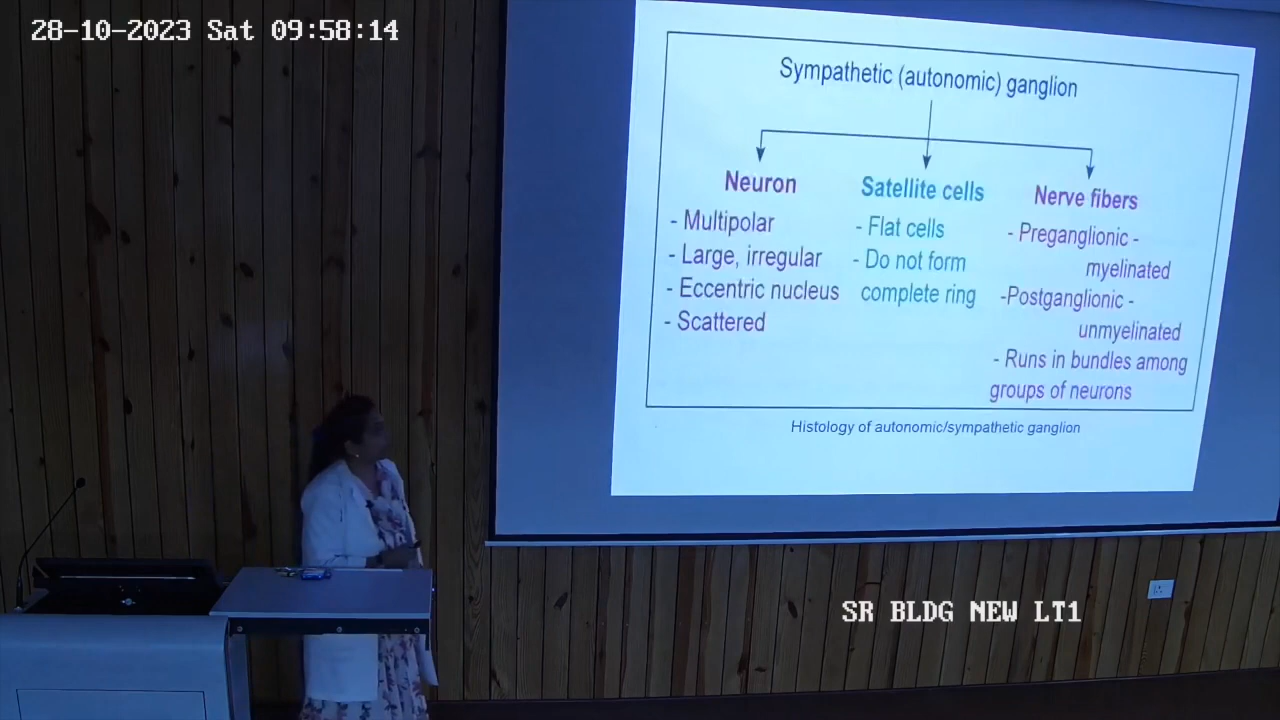 28-10-2023 Sat 09:58:14
Sympathetic (autonomic) ganglion
Neuron
- Multipolar
- Large, irregular
- Eccentric nucleus
- Scattered
Satellite cells
- Flat cells
- Do not form
complete ring
Nerve fibers
- Preganglionic -
myelinated
-Postganglionic -
unmyelinated
- Runs in bundles among
groups of neurons
Histology of autonomic/sympathetic ganglion
SR BLDG NEW LT1